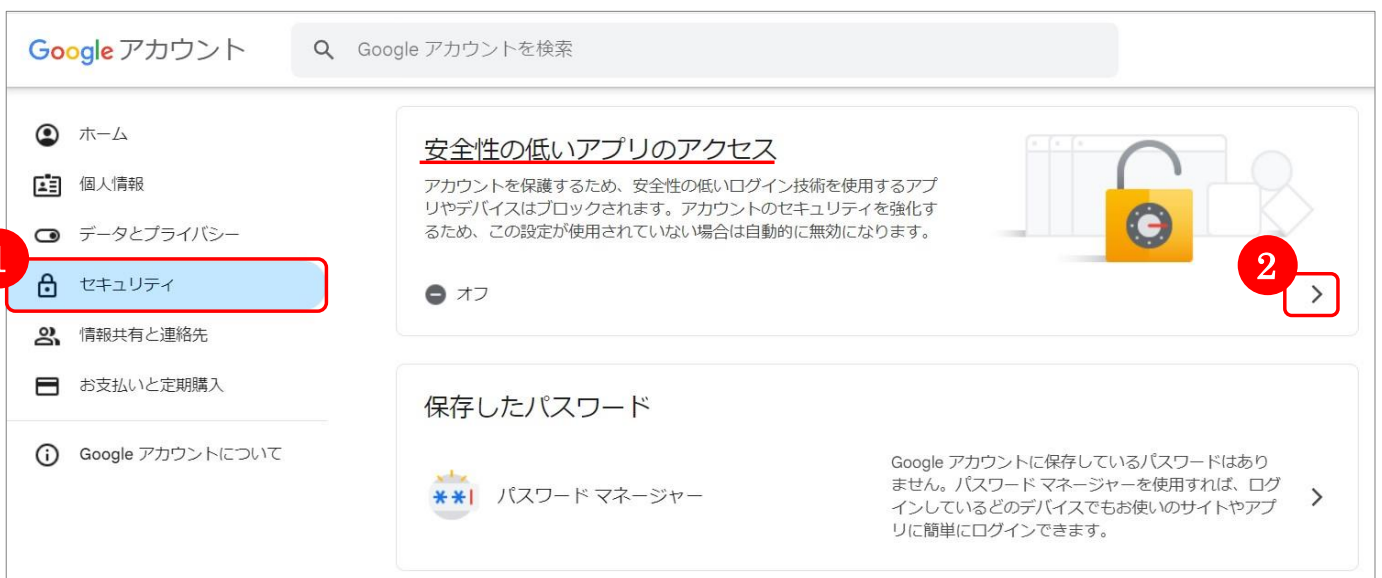 Google アカウント
Google アカウントを検索
ホーム
個人情報
データとプライバシー
1
セキュリティ
情報共有と連絡先
お支払いと定期購入
Google アカウントについて
安全性の低いアプリのアクセス
アカウントを保護するため、安全性の低いログイン技術を使用するアプ
リやデバイスはブロックされます。アカウントのセキュリティを強化す
るため、この設定が使用されていない場合は自動的に無効になります。
オフ
2
保存したパスワード
**|
パスワード マネージャー
Google アカウントに保存しているパスワードはあり
ません。パスワード マネージャーを使用すれば、ログ
インしているどのデバイスでもお使いのサイトやアプ
リに簡単にログインできます。